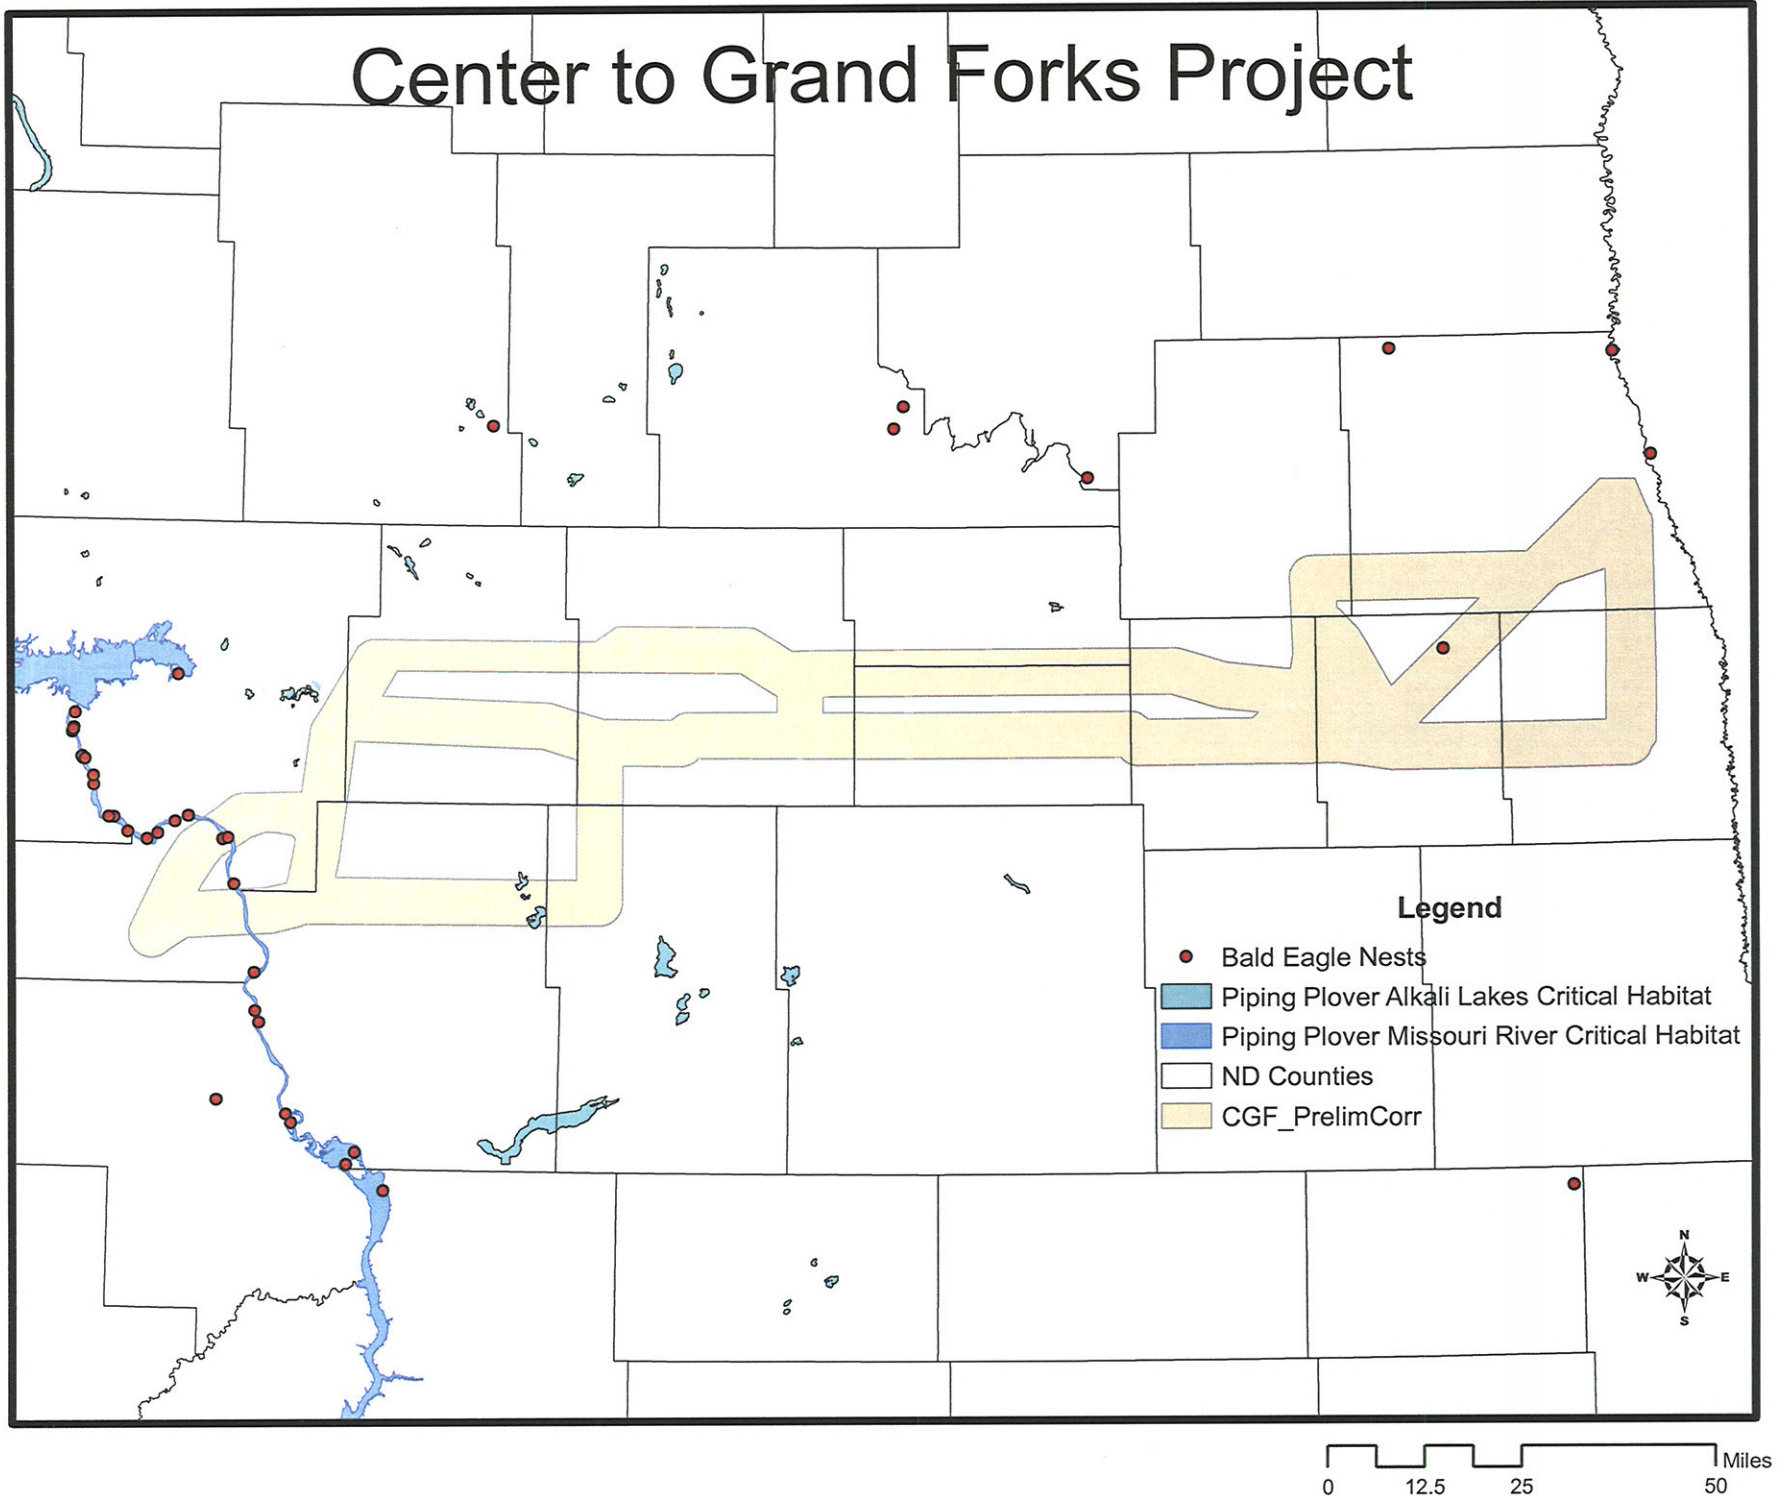 Center to Grand Forks Project
Legend
Bald Eagle Nests
Piping Plover Alkali Lakes Critical Habitat
Piping Plover Missouri River Critical Habitat
ND Counties
CGF_PrelimCorr
N
W E
S
Miles
0 12.5 25 50